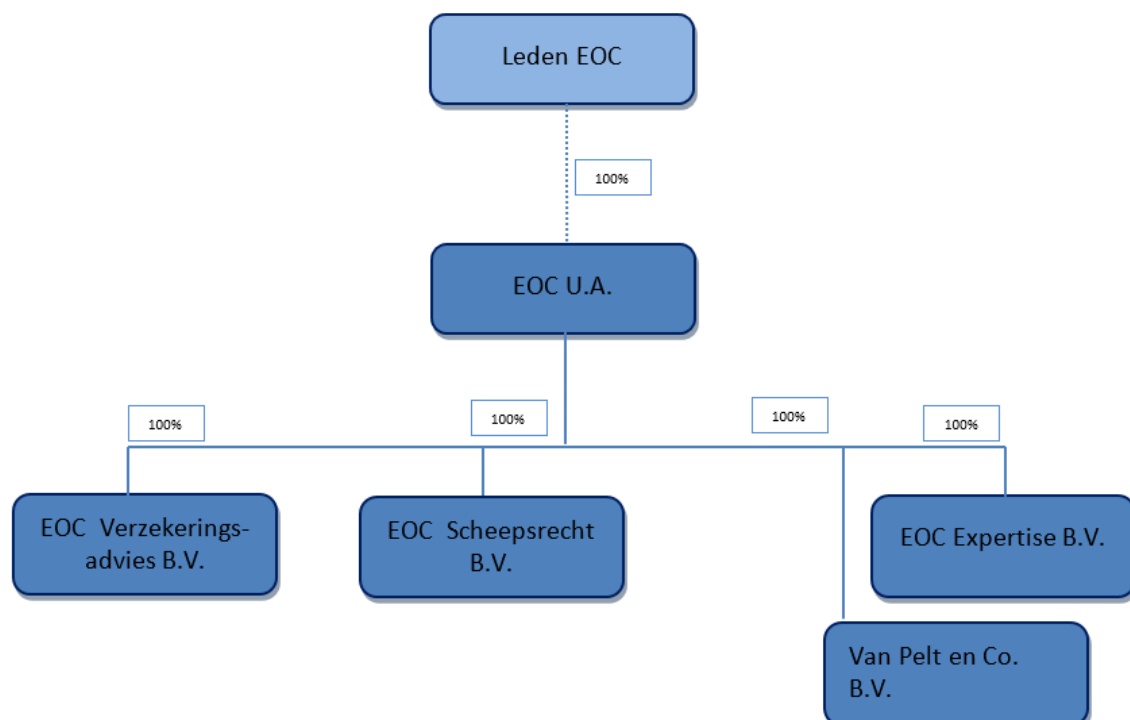 Leden EOC
100%
EOC U.A.
100%
100%
100%
100%
EOC Verzekerings-
advies B.V.
EOC Scheepsrecht
B.V.
EOC Expertise B.V.
Van Pelt en Co.
B.V.